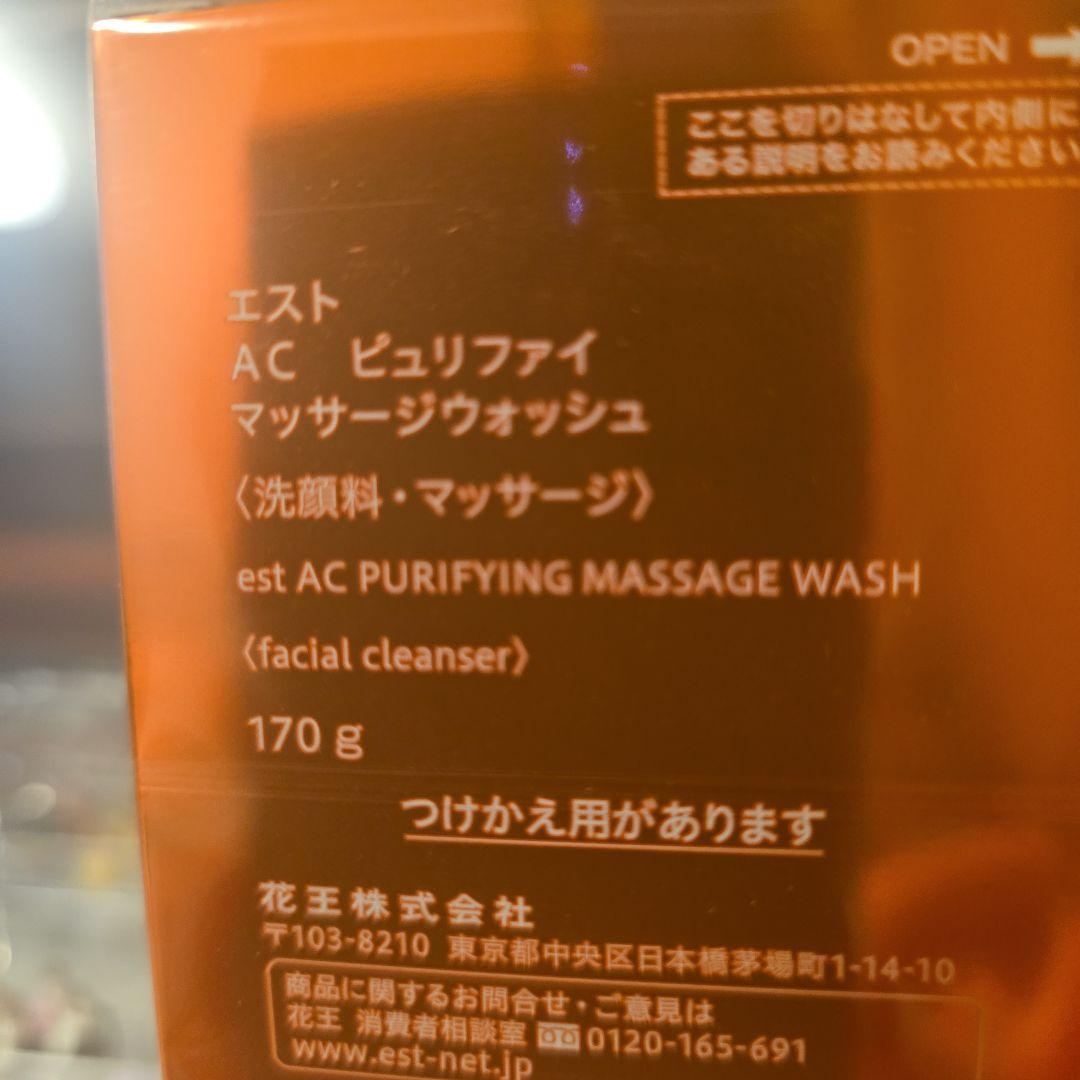 OPEN
ここを切りはなして内側に
ある説明をお読みください
エスト
AC ピュリファイ
マッサージウォッシュ
〈洗顔料・マッサージ〉
est AC PURIFYING MASSAGE WASH
〈facial cleanser〉
170 g
つけかえ用があります
花王株式会社
〒103-8210 東京都中央区日本橋茅場町1-14-10
商品に関するお問合せ・ご意見は
花王 消費者相談室 0120-165-691
www.est-net.jp